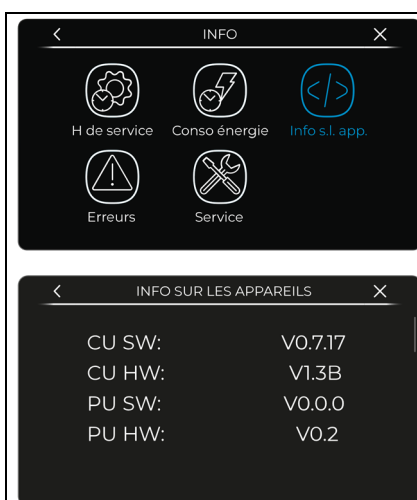 INFO
H de service Conso énergie Info s.l. app.
Erreurs Service
INFO SUR LES APPAREILS
CU SW: V0.7.17
CU HW: V1.3B
PU SW: V0.0.0
PU HW: V0.2